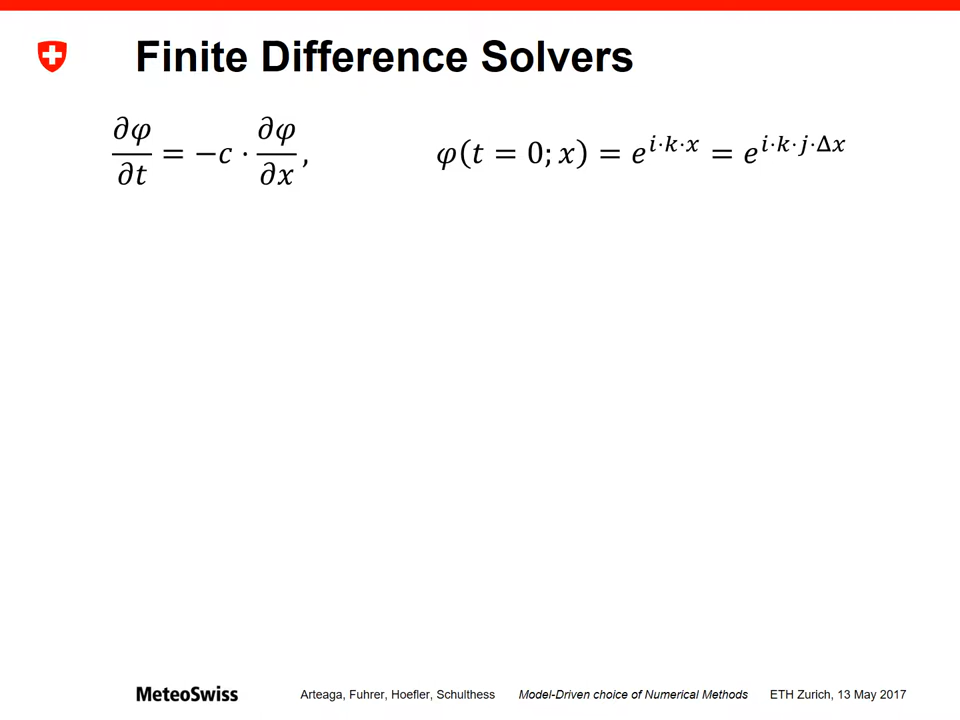 Finite Difference Solvers
∂φ/∂t = −c · ∂φ/∂x, φ(t = 0; x) = e^{i·k·x} = e^{i·k·j·Δx}
MeteoSwiss Arteaga, Fuhrer, Hoefler, Schulthess Model-Driven choice of Numerical Methods ETH Zurich, 13 May 2017